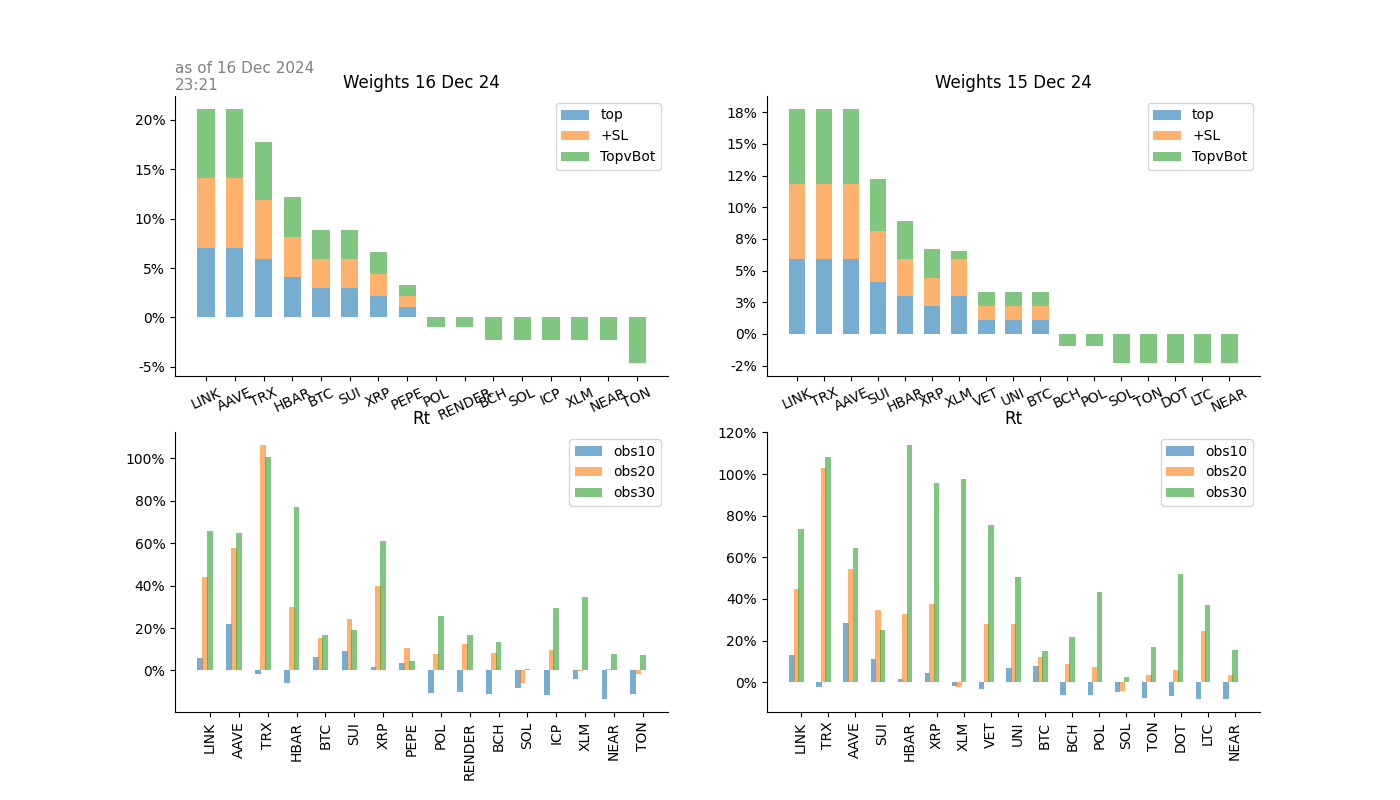 as of 16 Dec 2024
23:21
Weights 16 Dec 24
20%
15%
10%
5%
0%
-5%
top
+SL
TopvBot
LINK AAVE TRX HBAR BTC SUI XRP PEPE POL RENDER BCH SOL ICP XLM NEAR TON
Weights 15 Dec 24
18%
15%
12%
10%
8%
5%
3%
0%
-2%
top
+SL
TopvBot
LINK TRX AAVE SUI HBAR XRP XLM VET UNI BTC BCH POL SOL TON DOT LTC NEAR
Rt
100%
80%
60%
40%
20%
0%
obs10
obs20
obs30
LINK AAVE TRX HBAR BTC SUI XRP PEPE POL RENDER BCH SOL ICP XLM NEAR TON
Rt
120%
100%
80%
60%
40%
20%
0%
obs10
obs20
obs30
LINK TRX AAVE SUI HBAR XRP XLM VET UNI BTC BCH POL SOL TON DOT LTC NEAR